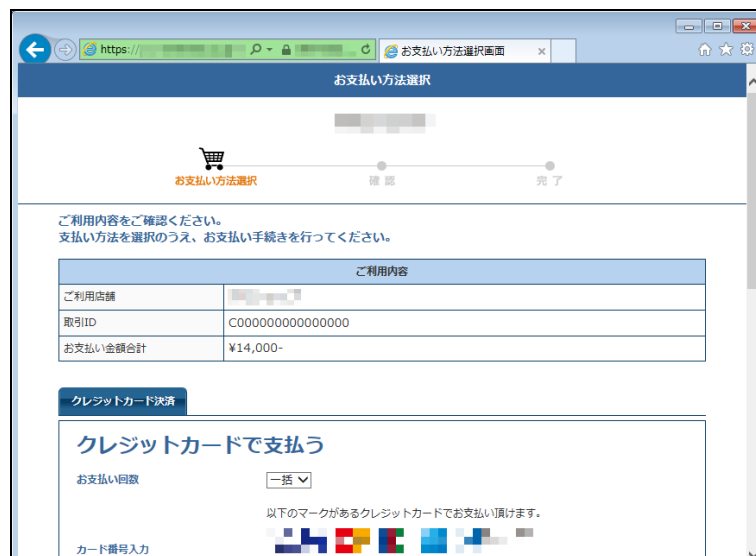 https://
お支払い方法選択画面
お支払い方法選択
お支払い方法選択
確 認
完 了
ご利用内容をご確認ください。
支払い方法を選択のうえ、お支払い手続きを行ってください。
ご利用内容
ご利用店舗
取引ID C000000000000000
お支払い金額合計 ¥14,000-
クレジットカード決済
クレジットカードで支払う
お支払い回数 一括
以下のマークがあるクレジットカードでお支払い頂けます。
カード番号入力